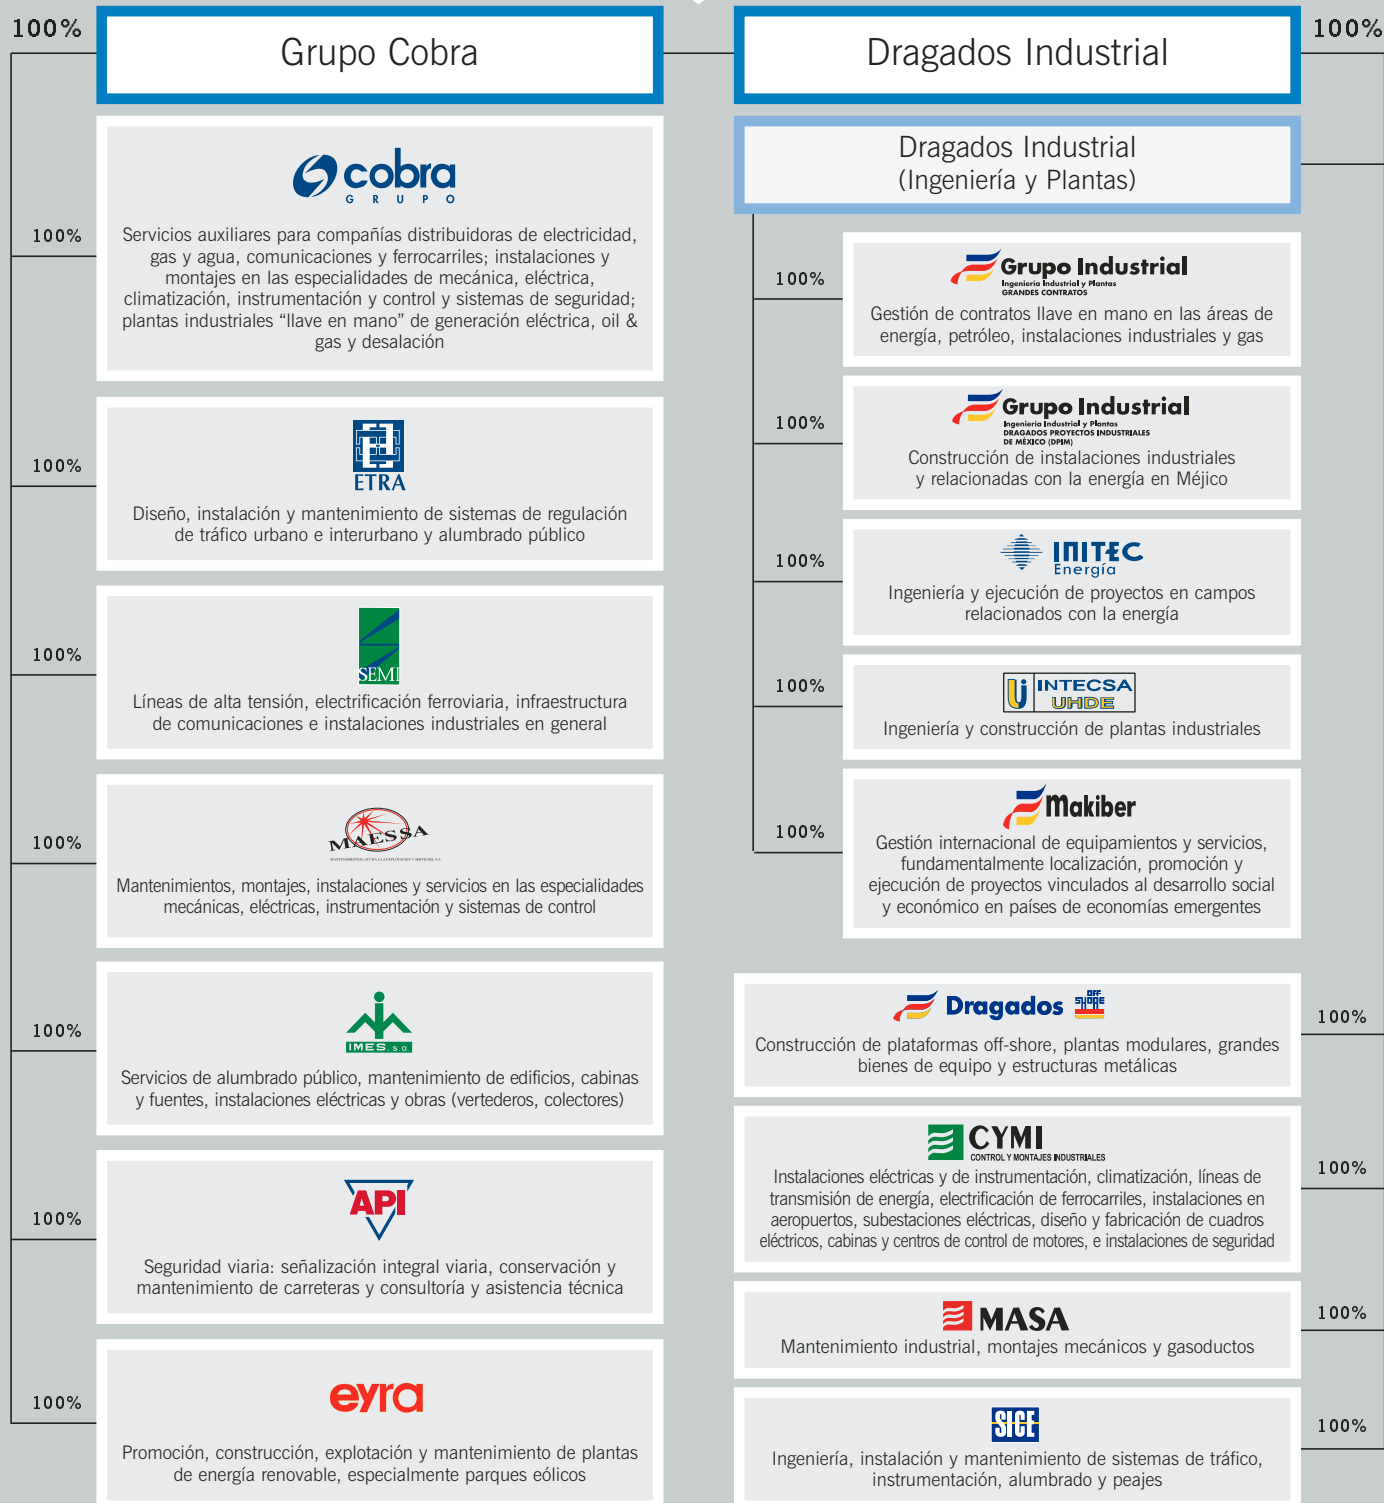 100%
Grupo Cobra
cobra
GRUPO
100%
Servicios auxiliares para compañías distribuidoras de electricidad,
gas y agua, comunicaciones y ferrocarriles; instalaciones y
montajes en las especialidades de mecánica, eléctrica,
climatización, instrumentación y control y sistemas de seguridad;
plantas industriales “llave en mano” de generación eléctrica, oil &
gas y desalación
ETRA
100%
Diseño, instalación y mantenimiento de sistemas de regulación
de tráfico urbano e interurbano y alumbrado público
SEMI
100%
Líneas de alta tensión, electrificación ferroviaria, infraestructura
de comunicaciones e instalaciones industriales en general
MAESSA
MANTENIMIENTOS, AYUDA A LA EXPLOTACION Y SERVICIOS, S.A.
100%
Mantenimientos, montajes, instalaciones y servicios en las especialidades
mecánicas, eléctricas, instrumentación y sistemas de control
IMES. s a
100%
Servicios de alumbrado público, mantenimiento de edificios, cabinas
y fuentes, instalaciones eléctricas y obras (vertederos, colectores)
API
100%
Seguridad viaria: señalización integral viaria, conservación y
mantenimiento de carreteras y consultoría y asistencia técnica
eyra
100%
Promoción, construcción, explotación y mantenimiento de plantas
de energía renovable, especialmente parques eólicos
Dragados Industrial
100%
Dragados Industrial
(Ingeniería y Plantas)
100%
Grupo Industrial
Ingeniería Industrial y Plantas
GRANDES CONTRATOS
Gestión de contratos llave en mano en las áreas de
energía, petróleo, instalaciones industriales y gas
100%
Grupo Industrial
Ingeniería Industrial y Plantas
DRAGADOS PROYECTOS INDUSTRIALES
DE MÉXICO (DPIM)
Construcción de instalaciones industriales
y relacionadas con la energía en Méjico
100%
INITEC
Energía
Ingeniería y ejecución de proyectos en campos
relacionados con la energía
100%
Ui INTECSA
UHDE
Ingeniería y construcción de plantas industriales
100%
Makiber
Gestión internacional de equipamientos y servicios,
fundamentalmente localización, promoción y
ejecución de proyectos vinculados al desarrollo social
y económico en países de economías emergentes
Dragados OFF SHORE
100%
Construcción de plataformas off-shore, plantas modulares, grandes
bienes de equipo y estructuras metálicas
CYMI
CONTROL Y MONTAJES INDUSTRIALES
100%
Instalaciones eléctricas y de instrumentación, climatización, líneas de
transmisión de energía, electrificación de ferrocarriles, instalaciones en
aeropuertos, subestaciones eléctricas, diseño y fabricación de cuadros
eléctricos, cabinas y centros de control de motores, e instalaciones de seguridad
MASA
100%
Mantenimiento industrial, montajes mecánicos y gasoductos
SICE
100%
Ingeniería, instalación y mantenimiento de sistemas de tráfico,
instrumentación, alumbrado y peajes